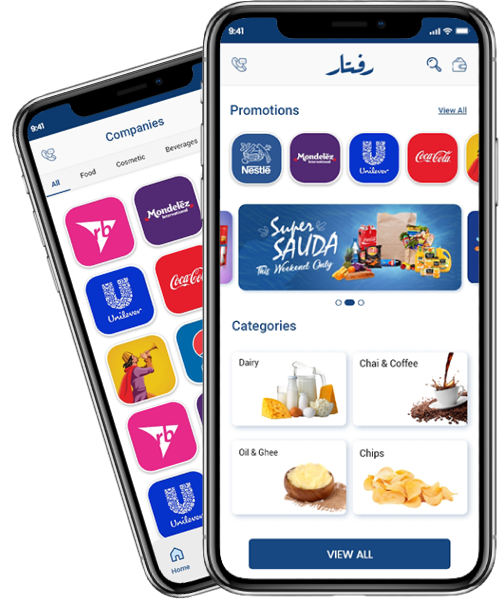 9:41
Companies
All
Food
Cosmetic
Beverages
rb
Mondelēz
International
Unilever
Coca-Cola
rb
Unilever
Home
9:41
رفتار
Promotions
View All
Nestlē
Mondelēz
International
Unilever
Coca-Cola
Super
SAUDA
This Weekend Only
Categories
Dairy
Chai & Coffee
Oil & Ghee
Chips
VIEW ALL